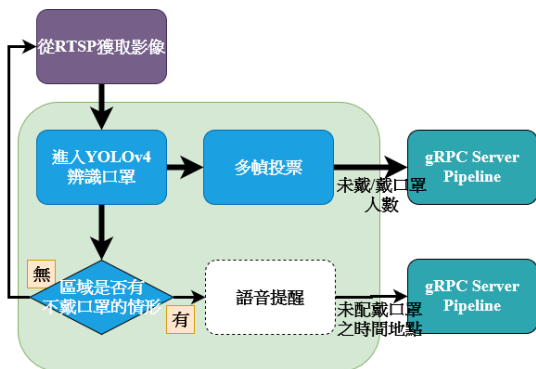 從RTSP獲取影像
進入YOLOv4
辨識口罩
多幀投票
未戴/戴口罩
人數
gRPC Server
Pipeline
無
區域是否有
不戴口罩的情形
有
語音提醒
未配戴口罩
之時間地點
gRPC Server
Pipeline